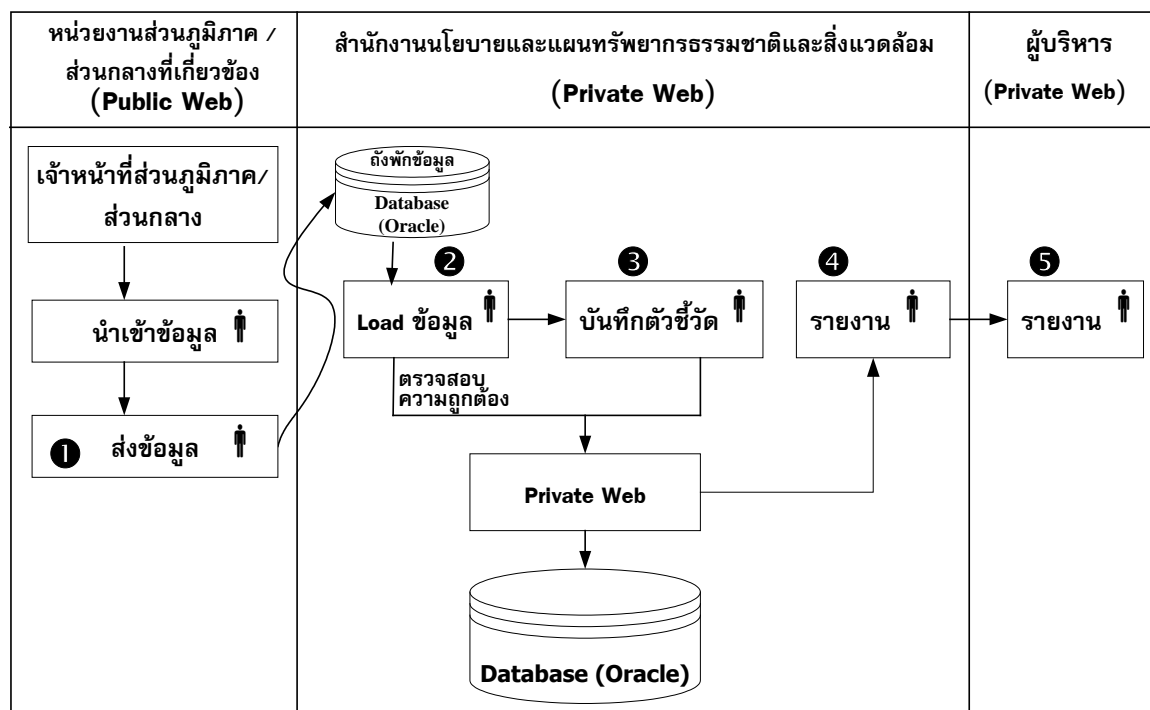 หน่วยงานส่วนภูมิภาค /
ส่วนกลางที่เกี่ยวข้อง
(Public Web)
สำนักงานนโยบายและแผนทรัพยากรธรรมชาติและสิ่งแวดล้อม
(Private Web)
ผู้บริหาร
(Private Web)
เจ้าหน้าที่ส่วนภูมิภาค/
ส่วนกลาง
นำเข้าข้อมูล
❶ ส่งข้อมูล
ถังพักข้อมูล
Database
(Oracle)
❷
Load ข้อมูล
❸
บันทึกตัวชี้วัด
❹
รายงาน
❺
รายงาน
ตรวจสอบ
ความถูกต้อง
Private Web
Database (Oracle)